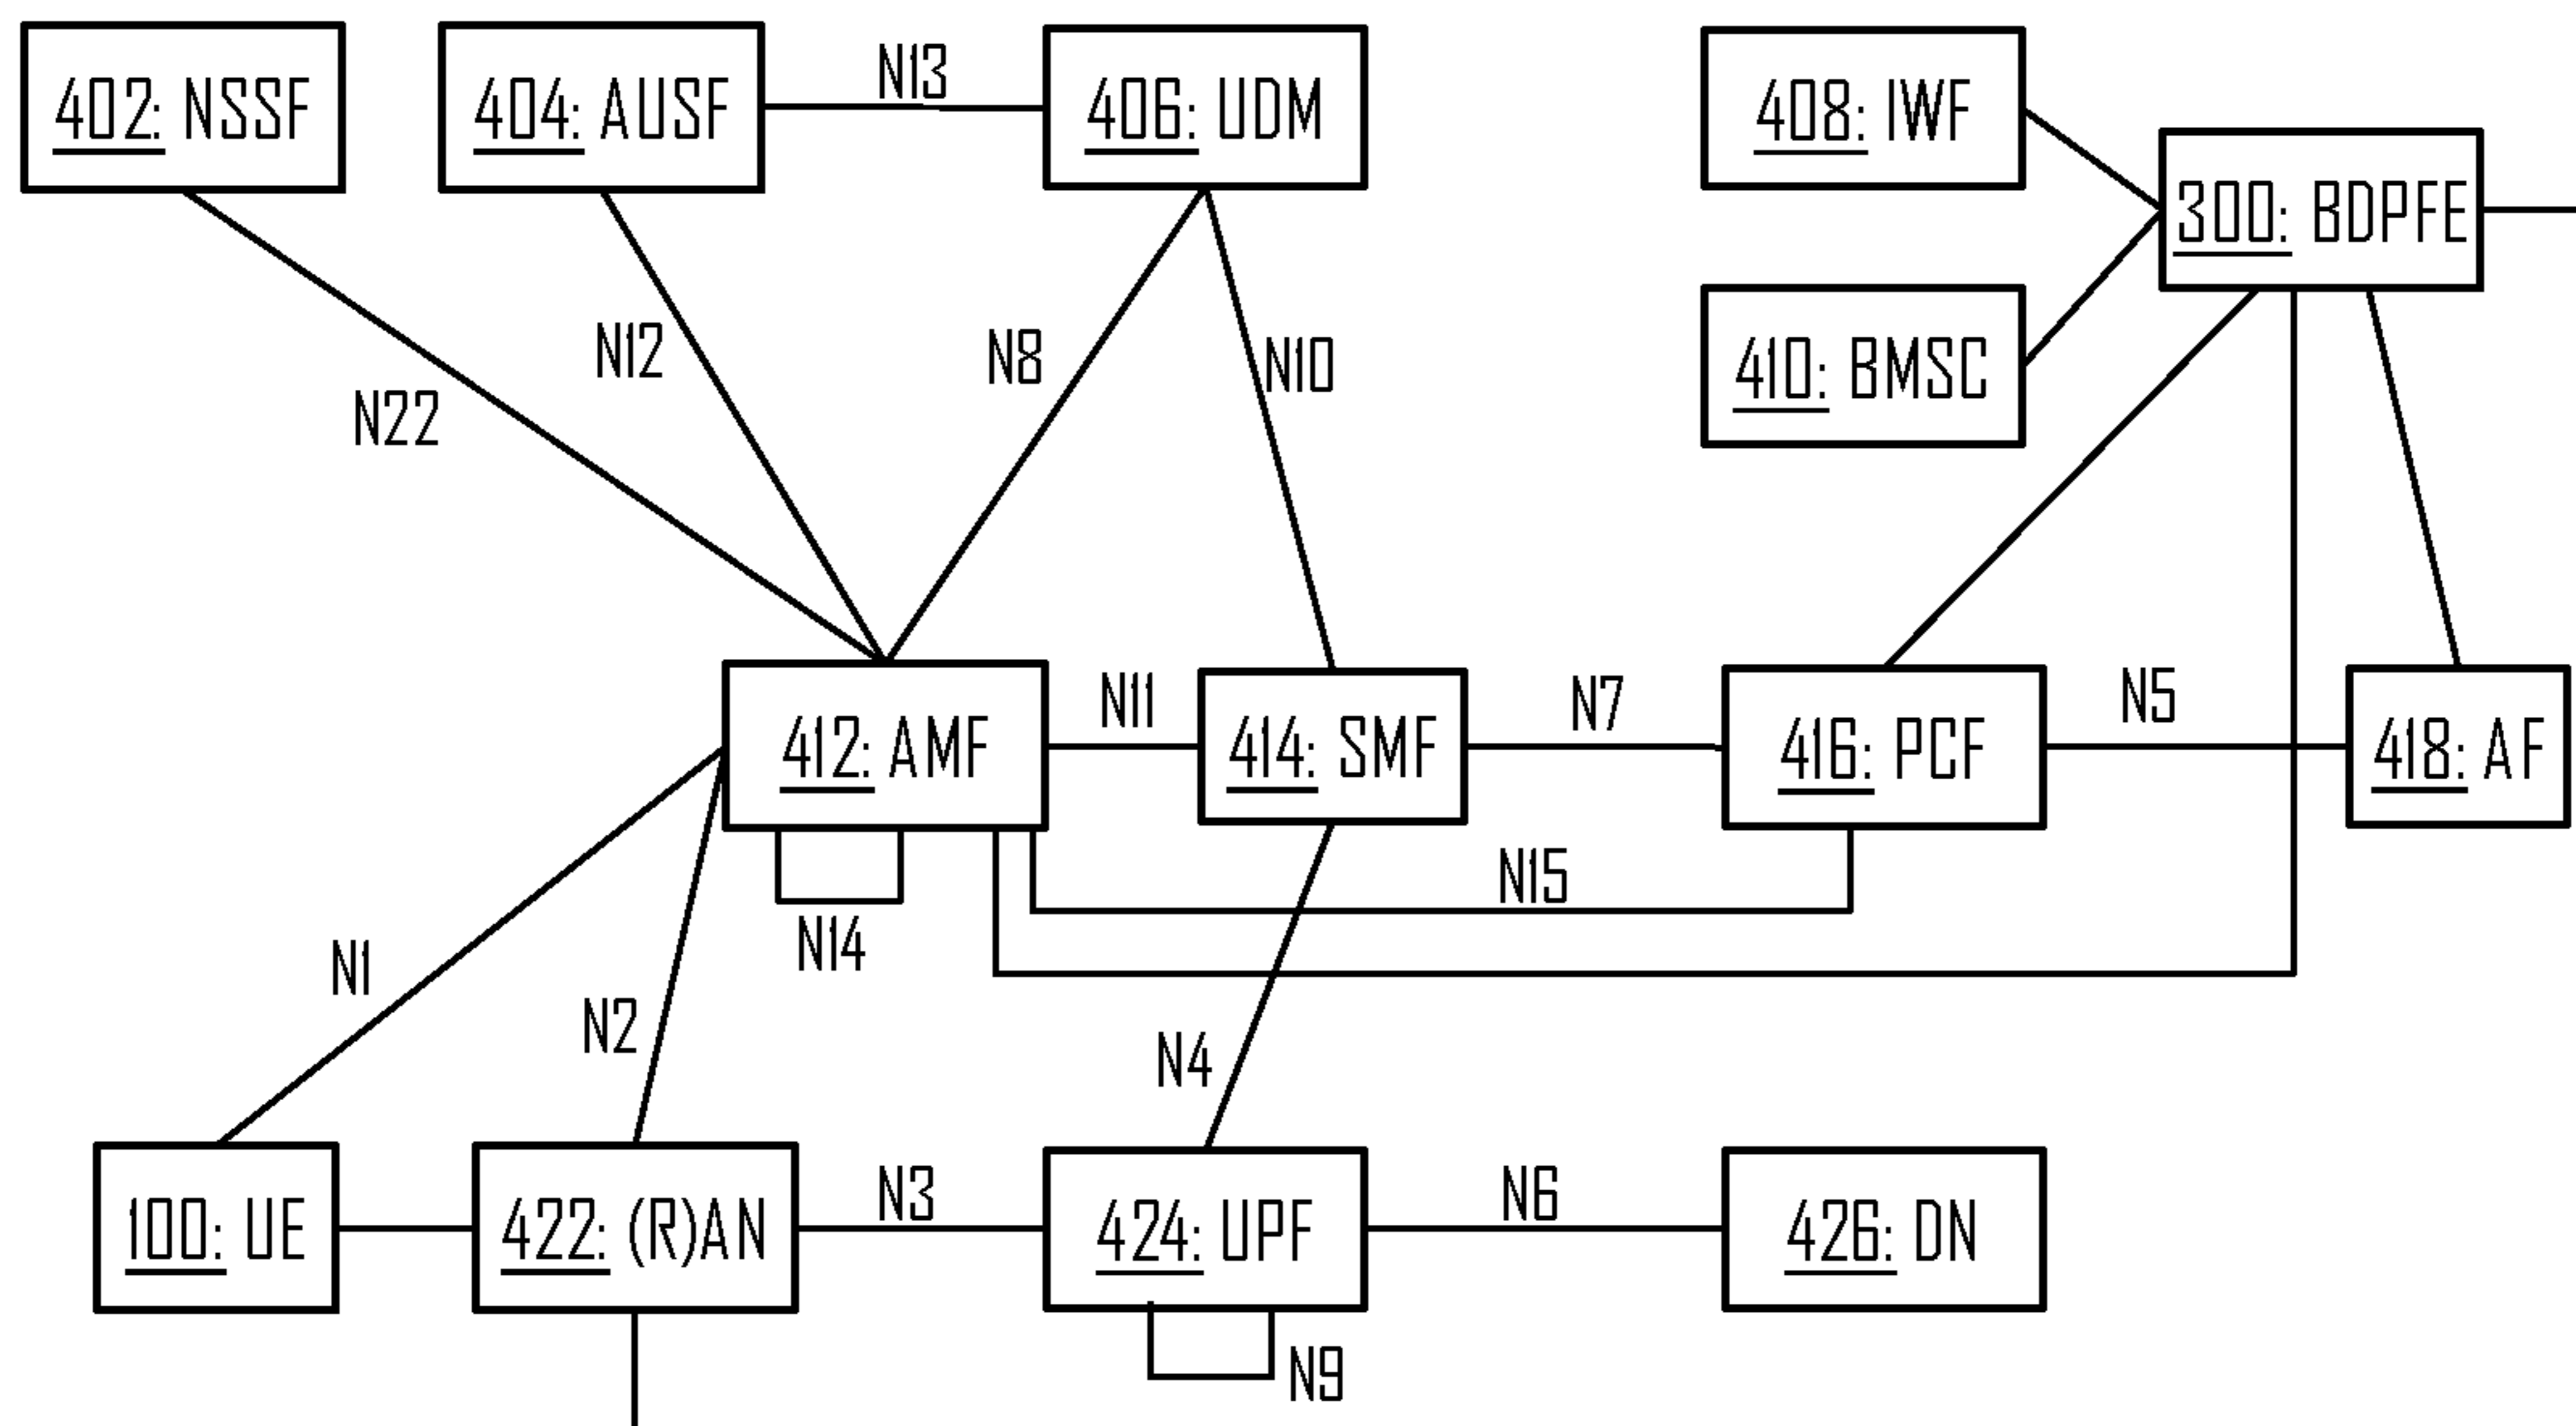 402: NSSF
404: AUSF
N13
406: UDM
408: IWF
300: BDPFE
410: BMSC
N22
N12
N8
N10
412: AMF
N11
414: SMF
N7
416: PCF
N5
418: AF
N14
N15
N1
N2
N4
100: UE
422: (R)AN
N3
424: UPF
N6
426: DN
N9